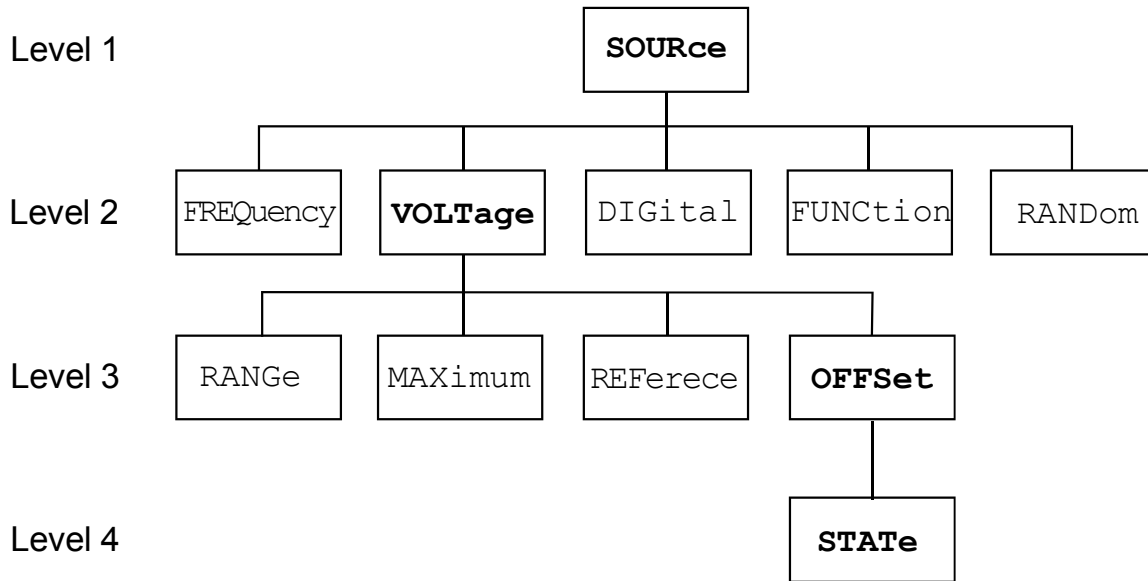 Level 1 SOURce
Level 2 FREQuency VOLTage DIGital FUNCtion RANDom
Level 3 RANGe MAXimum REFerece OFFSet
Level 4 STATe